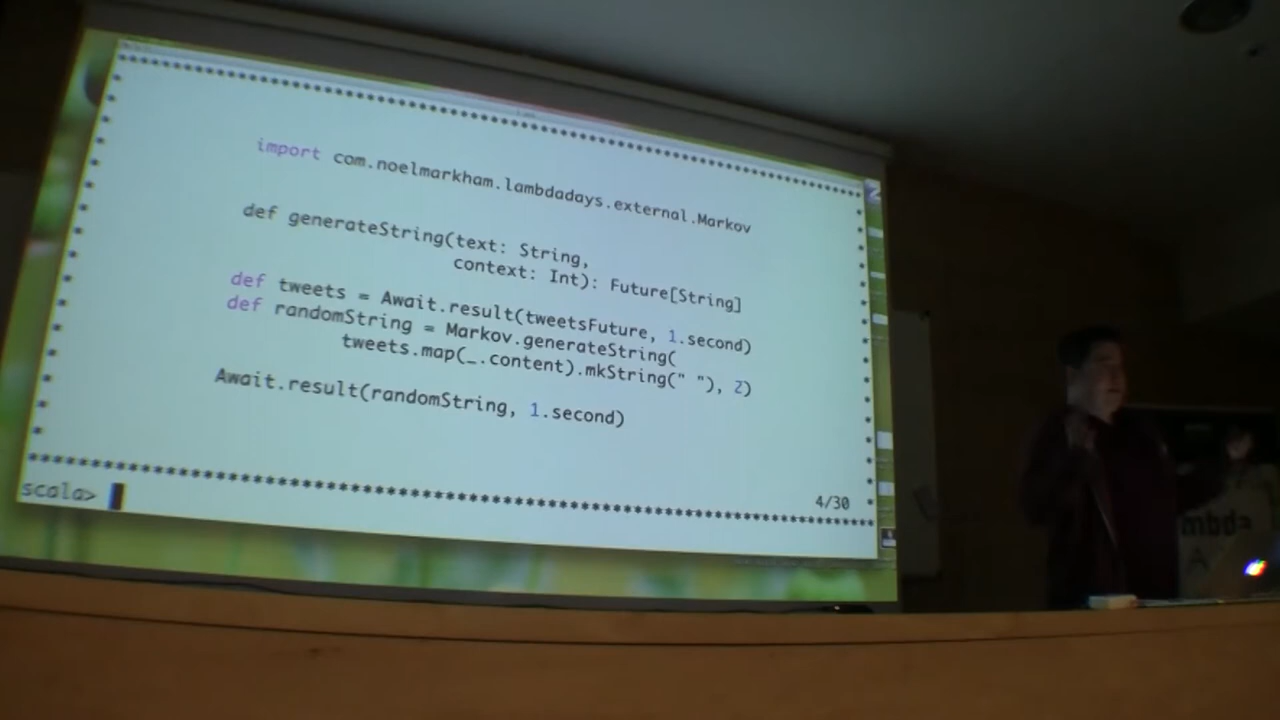 import com.noelmarkham.lambdadays.external.Markov
def generateString(text: String,
context: Int): Future[String]
def tweets = Await.result(tweetsFuture, 1.second)
def randomString = Markov.generateString(
tweets.map(_.content).mkString(" "), 2)
Await.result(randomString, 1.second)
4/30
scala>
mbda